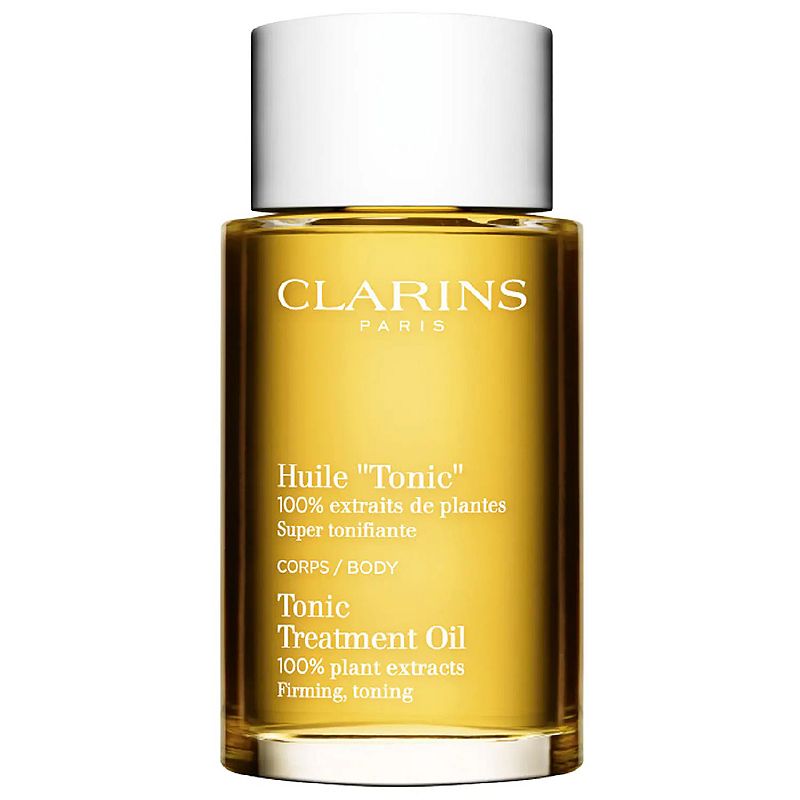 CLARINS
PARIS
Huile "Tonic"
100% extraits de plantes
Super tonifiante
CORPS / BODY
Tonic
Treatment Oil
100% plant extracts
Firming, toning